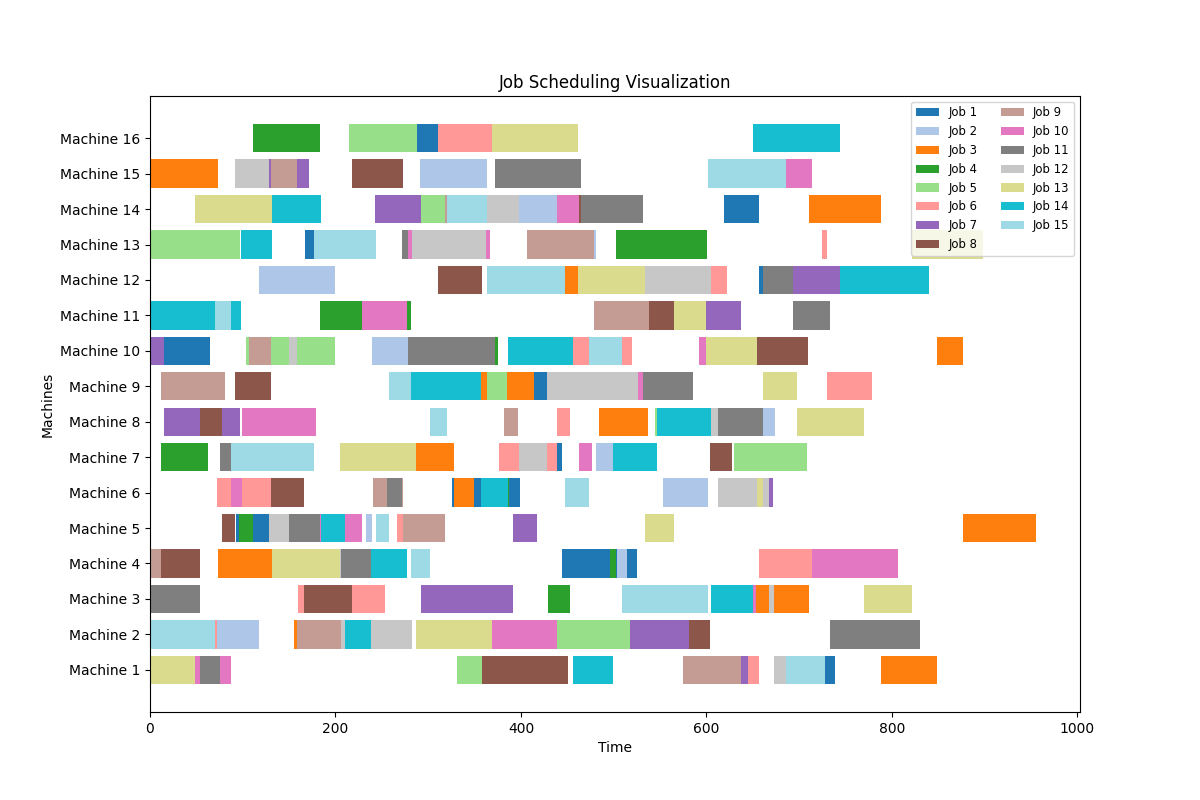 Job Scheduling Visualization
Machine 16
Machine 15
Machine 14
Machine 13
Machine 12
Machine 11
Machine 10
Machine 9
Machine 8
Machine 7
Machine 6
Machine 5
Machine 4
Machine 3
Machine 2
Machine 1
Machines
0 200 400 600 800 1000
Time
Job 1
Job 2
Job 3
Job 4
Job 5
Job 6
Job 7
Job 8
Job 9
Job 10
Job 11
Job 12
Job 13
Job 14
Job 15